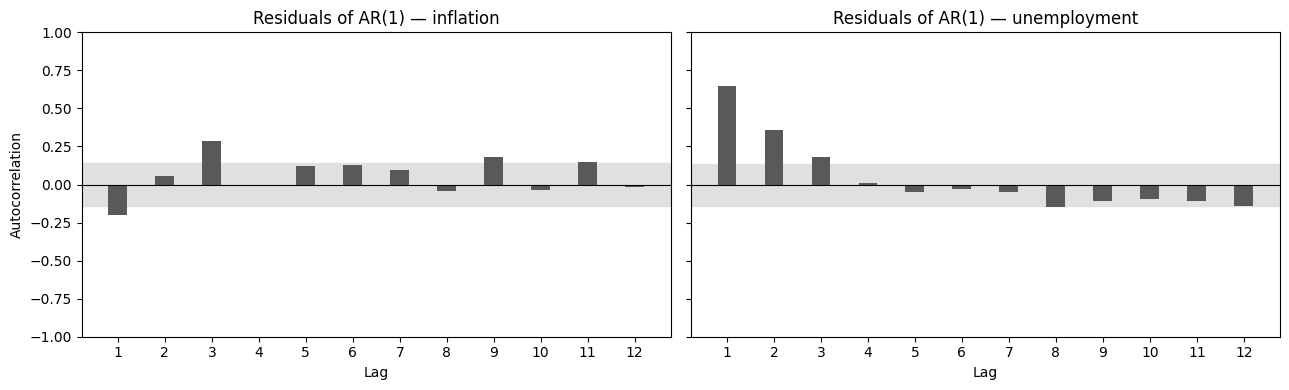 Residuals of AR(1) — inflation
Residuals of AR(1) — unemployment
Autocorrelation
1.00
0.75
0.50
0.25
0.00
−0.25
−0.50
−0.75
−1.00
1 2 3 4 5 6 7 8 9 10 11 12
1 2 3 4 5 6 7 8 9 10 11 12
Lag
Lag